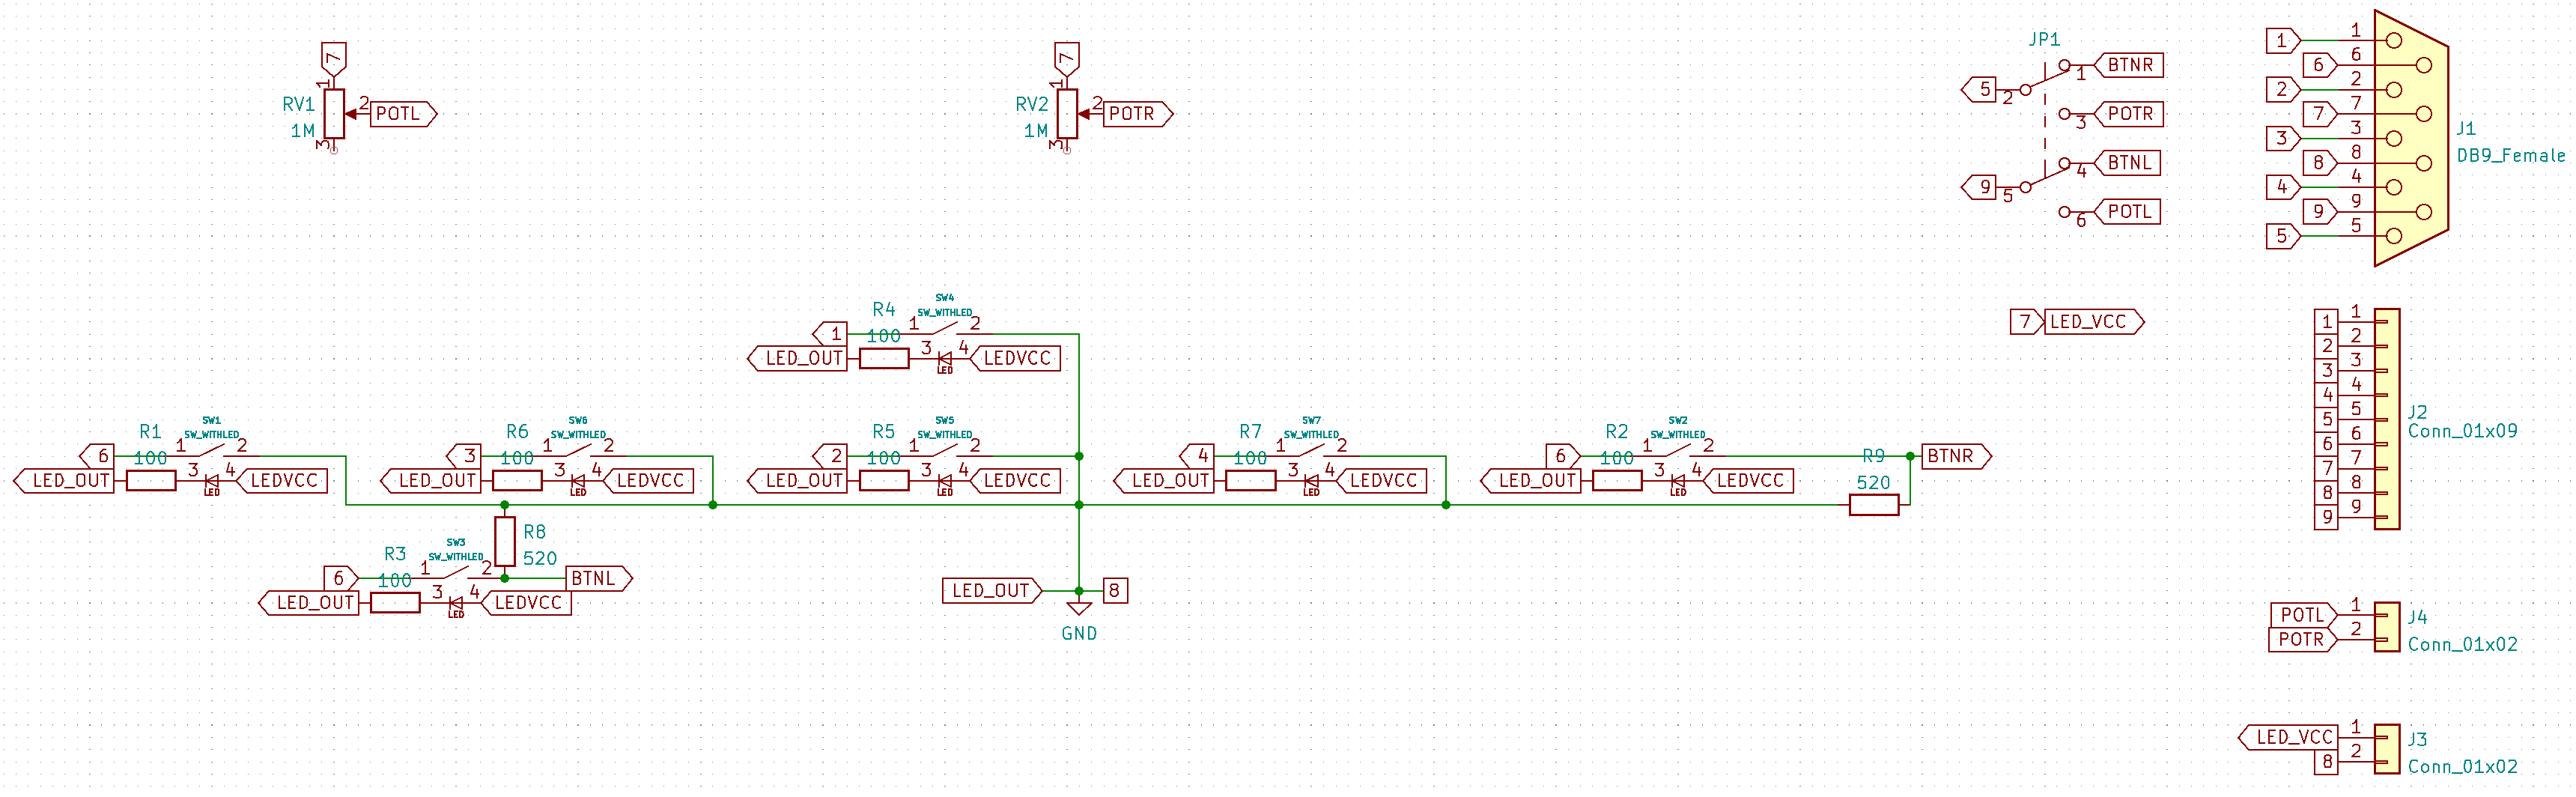 7
1
RV1
2
POTL
1M
3
7
1
RV2
2
POTR
1M
3
JP1
1
BTNR
5
2
3
POTR
4
BTNL
9
5
6
POTL
1
1
6
6
2
2
7
7
3
3
8
8
4
4
9
9
5
5
J1
DB9_Female
7
LED_VCC
R4
SW4
SW_WITHLED
1
1
2
100
LED_OUT
3
4
LED
LEDVCC
R1
SW1
SW_WITHLED
6
1
2
100
LED_OUT
3
4
LED
LEDVCC
R6
SW6
SW_WITHLED
3
1
2
100
LED_OUT
3
4
LED
LEDVCC
R5
SW5
SW_WITHLED
2
1
2
100
LED_OUT
3
4
LED
LEDVCC
R7
SW7
SW_WITHLED
4
1
2
100
LED_OUT
3
4
LED
LEDVCC
R2
SW2
SW_WITHLED
6
1
2
100
LED_OUT
3
4
LED
LEDVCC
R9
520
BTNR
R8
520
R3
SW3
SW_WITHLED
6
1
2
100
BTNL
LED_OUT
3
4
LED
LEDVCC
LED_OUT
8
GND
1
1
2
2
3
3
4
4
5
5
6
6
7
7
8
8
9
9
J2
Conn_01x09
POTL
1
POTR
2
J4
Conn_01x02
LED_VCC
1
8
2
J3
Conn_01x02